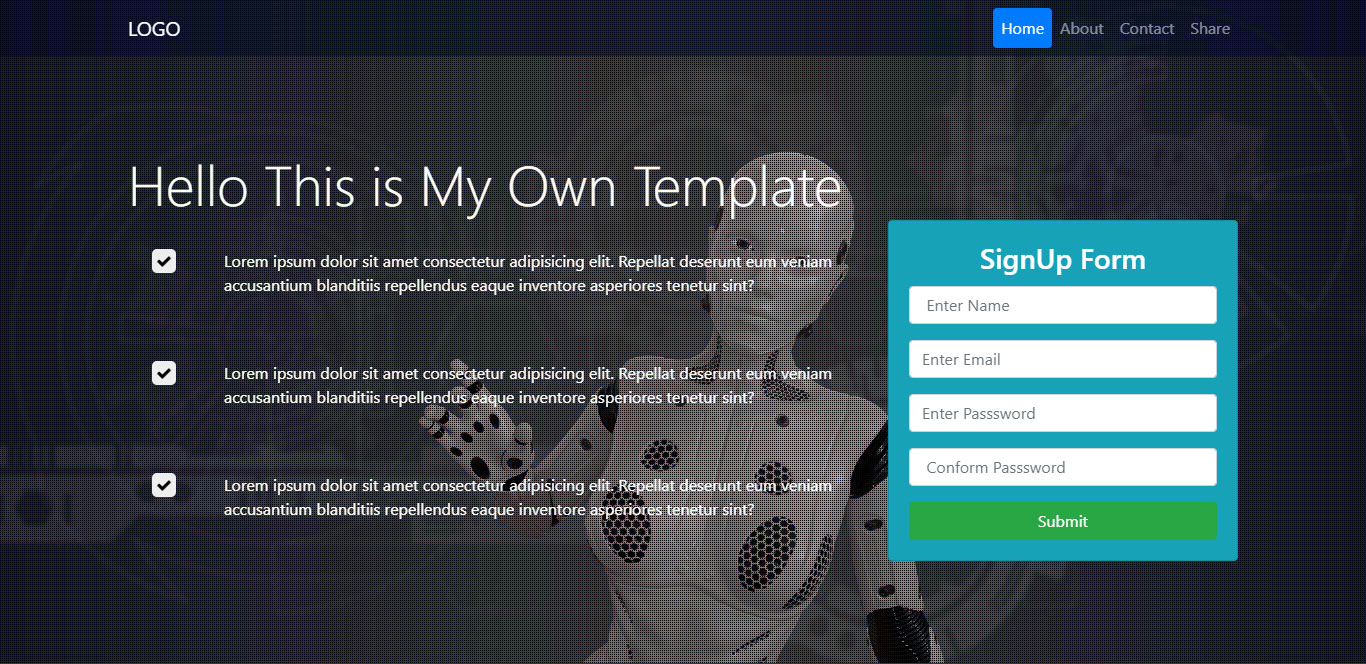 LOGO
Home About Contact Share
Hello This is My Own Template
Lorem ipsum dolor sit amet consectetur adipisicing elit. Repellat deserunt eum veniam
accusantium blanditiis repellendus eaque inventore asperiores tenetur sint?
Lorem ipsum dolor sit amet consectetur adipisicing elit. Repellat deserunt eum veniam
accusantium blanditiis repellendus eaque inventore asperiores tenetur sint?
Lorem ipsum dolor sit amet consectetur adipisicing elit. Repellat deserunt eum veniam
accusantium blanditiis repellendus eaque inventore asperiores tenetur sint?
SignUp Form
Enter Name
Enter Email
Enter Passsword
Conform Passsword
Submit